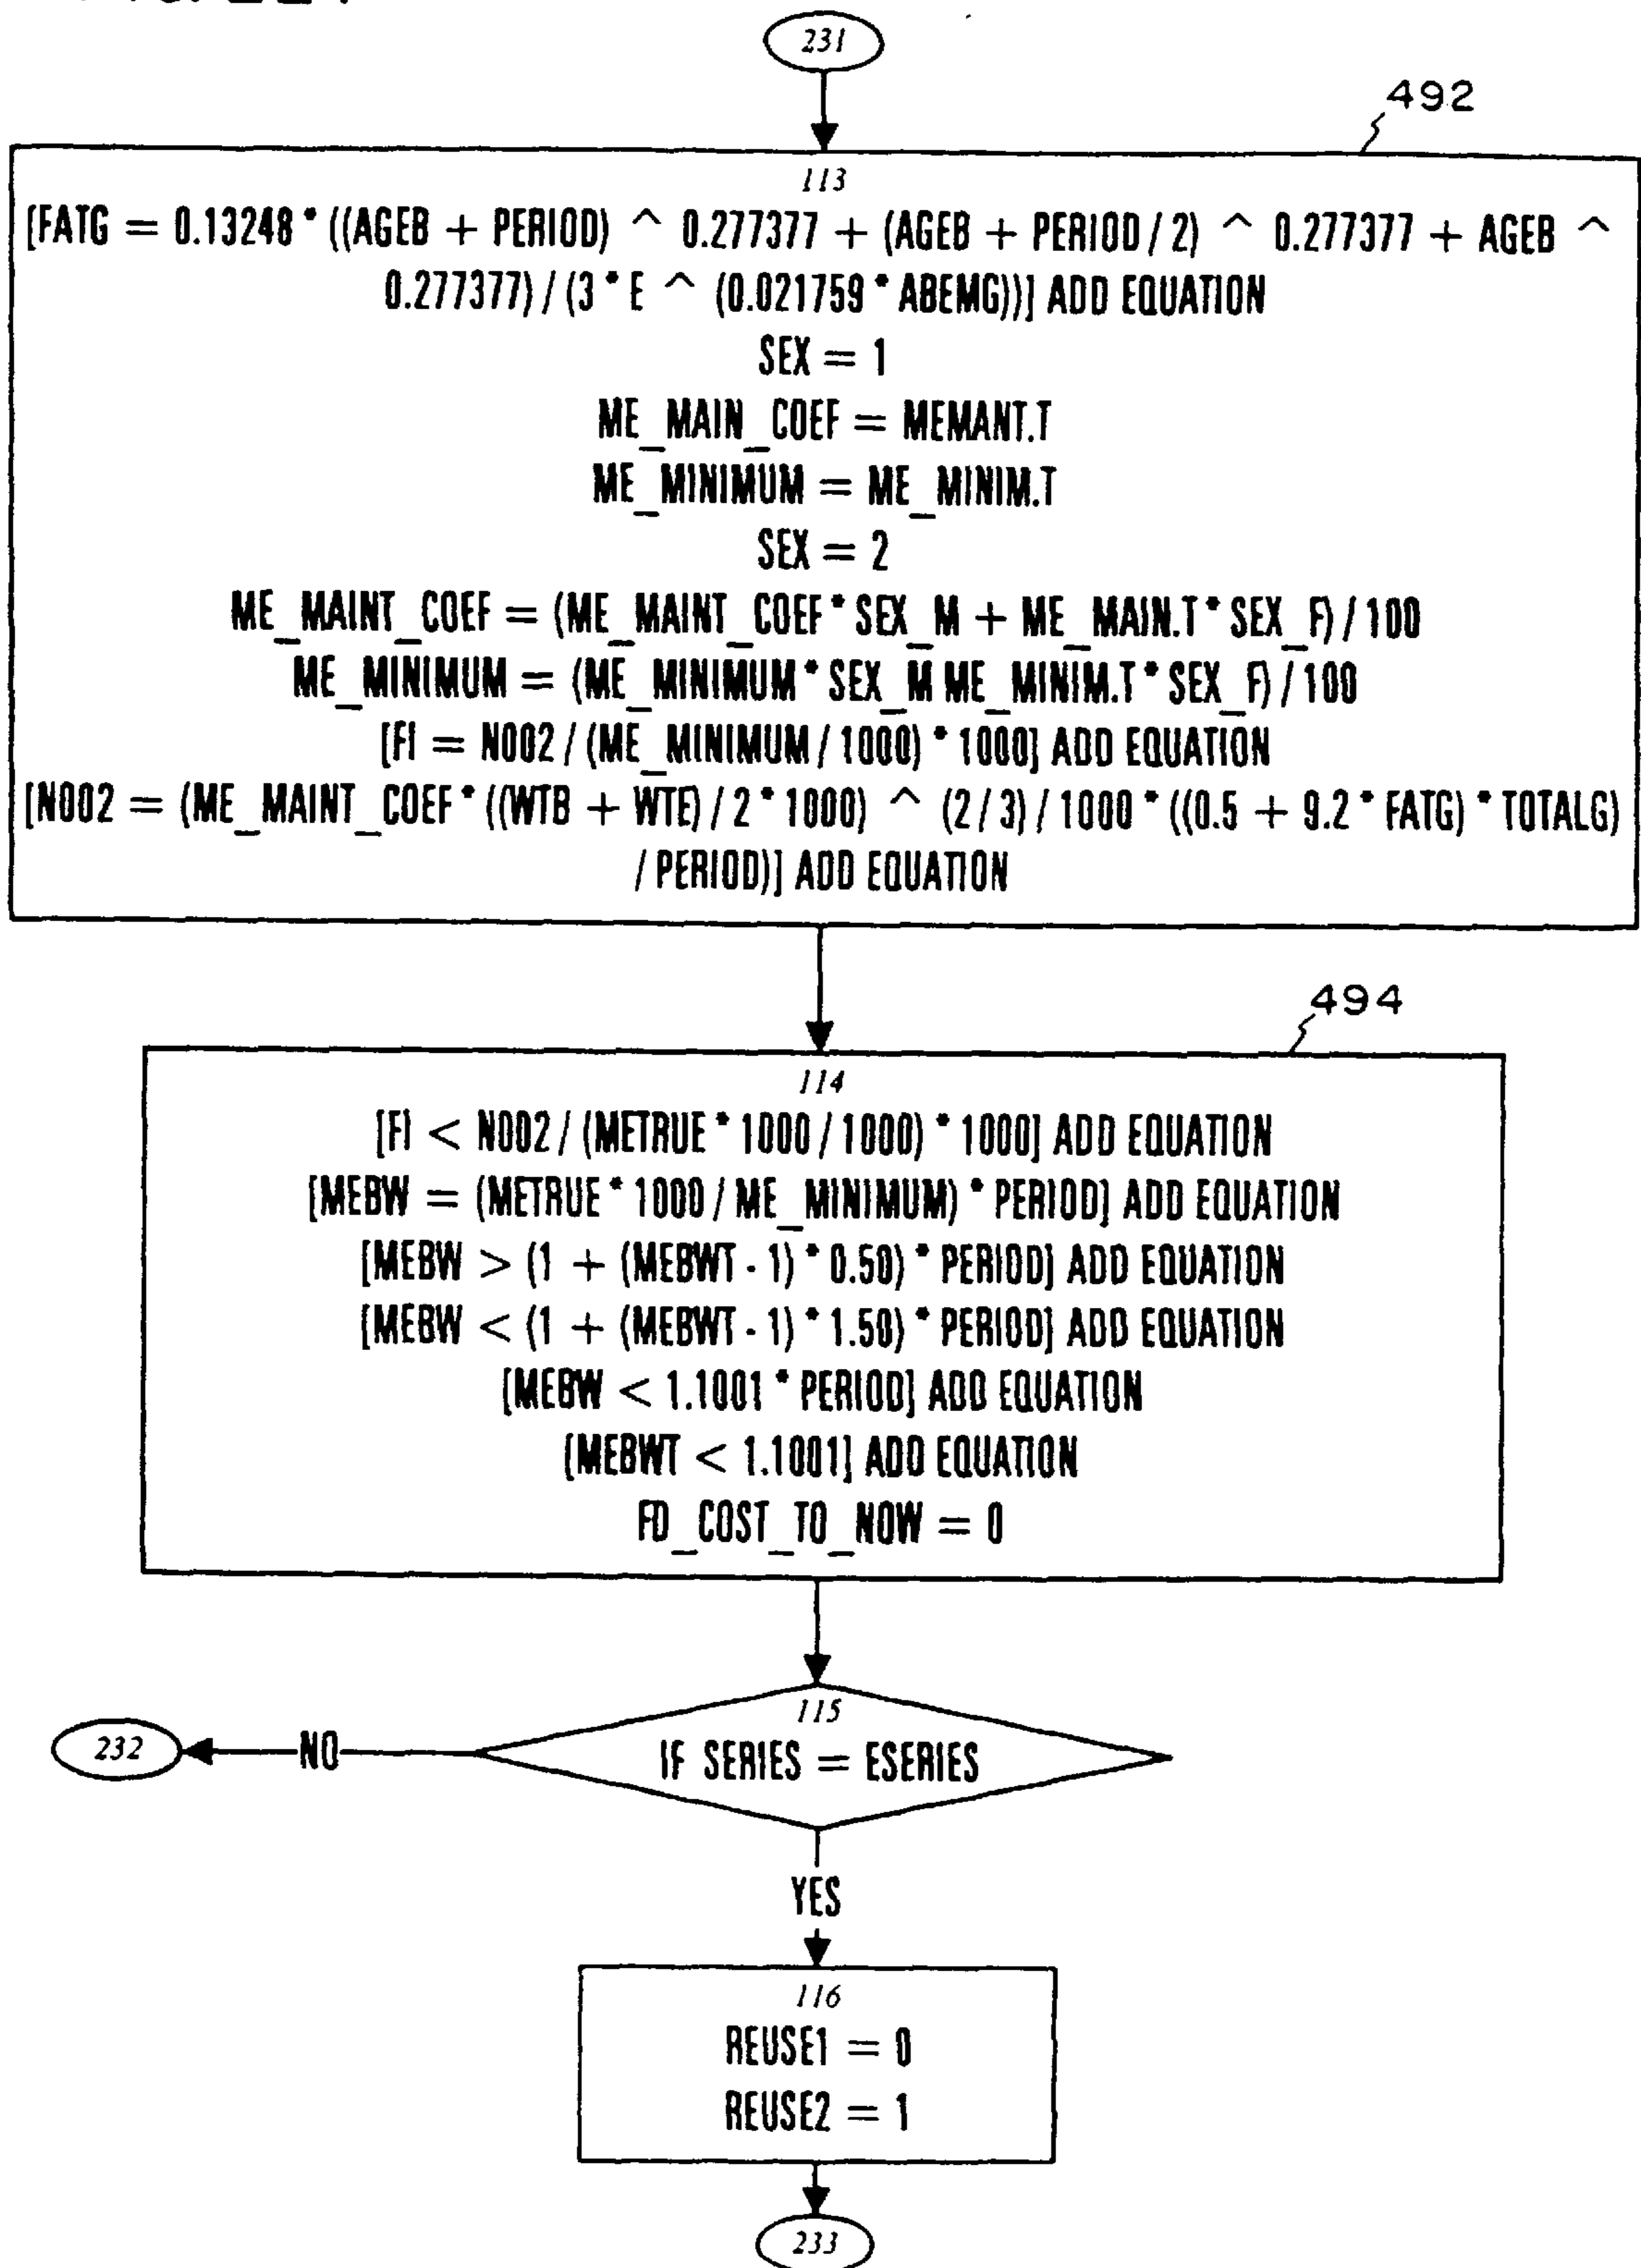 231
492
113
[FATG = 0.13248 * ((AGEB + PERIOD) ^ 0.277377 + (AGEB + PERIOD / 2) ^ 0.277377 + AGEB ^
0.277377) / (3 * E ^ (0.021759 * ABEMG))] ADD EQUATION
SEX = 1
ME_MAIN_COEF = MEMANT.T
ME_MINIMUM = ME_MINIM.T
SEX = 2
ME_MAINT_COEF = (ME_MAINT_COEF * SEX_M + ME_MAIN.T * SEX_F) / 100
ME_MINIMUM = (ME_MINIMUM * SEX_M ME_MINIM.T * SEX_F) / 100
[FI = N002 / (ME_MINIMUM / 1000) * 1000] ADD EQUATION
[N002 = (ME_MAINT_COEF * ((WTB + WTE) / 2 * 1000) ^ (2 / 3) / 1000 * ((0.5 + 9.2 * FATG) * TOTALG)
/ PERIOD)] ADD EQUATION
494
114
[FI < N002 / (METRUE * 1000 / 1000) * 1000] ADD EQUATION
[MEBW = (METRUE * 1000 / ME_MINIMUM) * PERIOD] ADD EQUATION
[MEBW > (1 + (MEBWT - 1) * 0.50) * PERIOD] ADD EQUATION
[MEBW < (1 + (MEBWT - 1) * 1.50) * PERIOD] ADD EQUATION
[MEBW < 1.1001 * PERIOD] ADD EQUATION
[MEBWT < 1.1001] ADD EQUATION
FD_COST_TO_NOW = 0
115
232 NO IF SERIES = ESERIES
YES
116
REUSE1 = 0
REUSE2 = 1
233